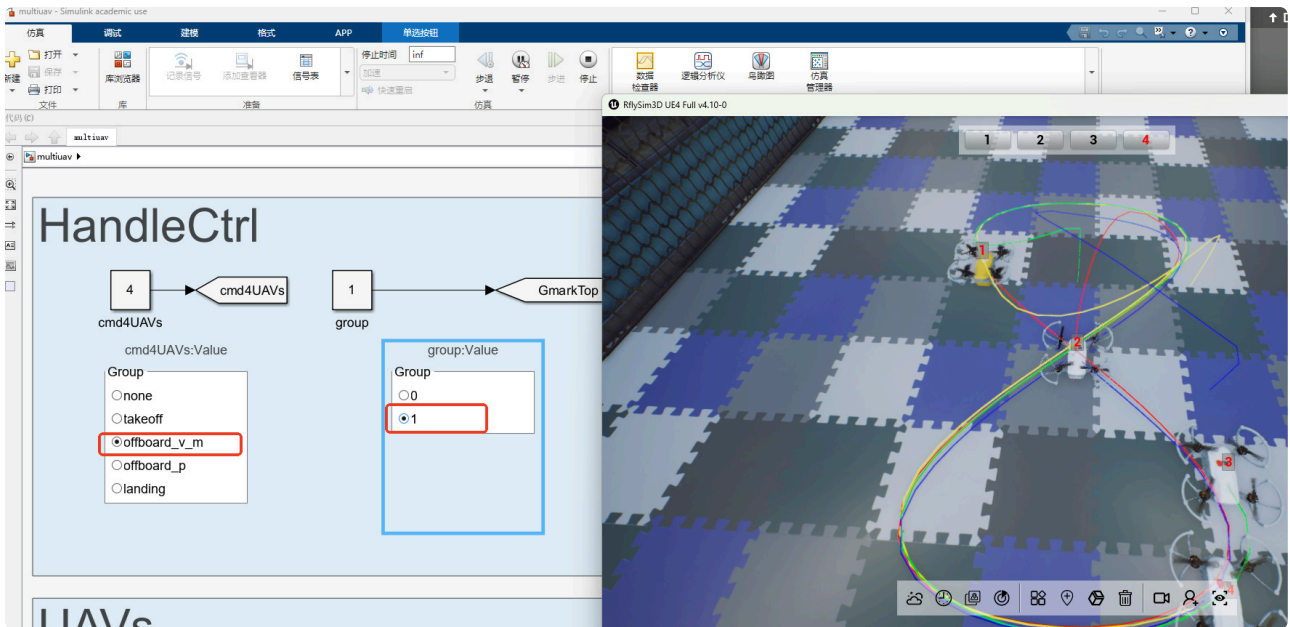 multiuav - Simulink academic use
仿真 调试 建模 格式 APP 单选按钮
新建
打开
保存
打印
文件
库浏览器
库
记录信号
添加查看器
信号表
准备
停止时间 inf
加速
快速重启
步退
暂停
步进
停止
仿真
数据
检查器
逻辑分析仪
鸟瞰图
仿真
管理器
代码 (C)
multiuav
multiuav
HandleCtrl
4
cmd4UAVs
cmd4UAVs
1
GmarkTop
group
cmd4UAVs:Value
Group
none
takeoff
offboard_v_m
offboard_p
landing
group:Value
Group
0
1
UAVs
RflySim3D UE4 Full v4.10-0
1 2 3 4
1
2
3
4